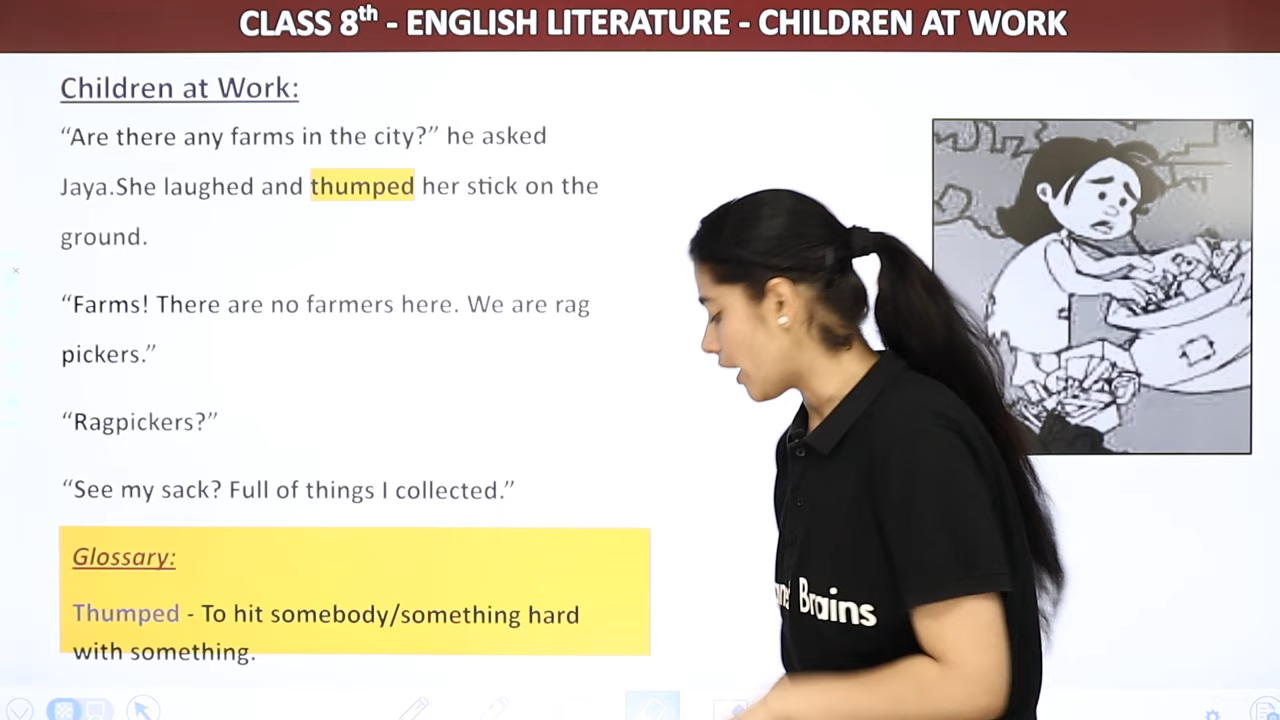 CLASS 8th - ENGLISH LITERATURE - CHILDREN AT WORK
Children at Work:
“Are there any farms in the city?” he asked
Jaya.She laughed and thumped her stick on the
ground.
“Farms! There are no farmers here. We are rag
pickers.”
“Ragpickers?”
“See my sack? Full of things I collected.”
Glossary:
Thumped - To hit somebody/something hard
with something.
Brains